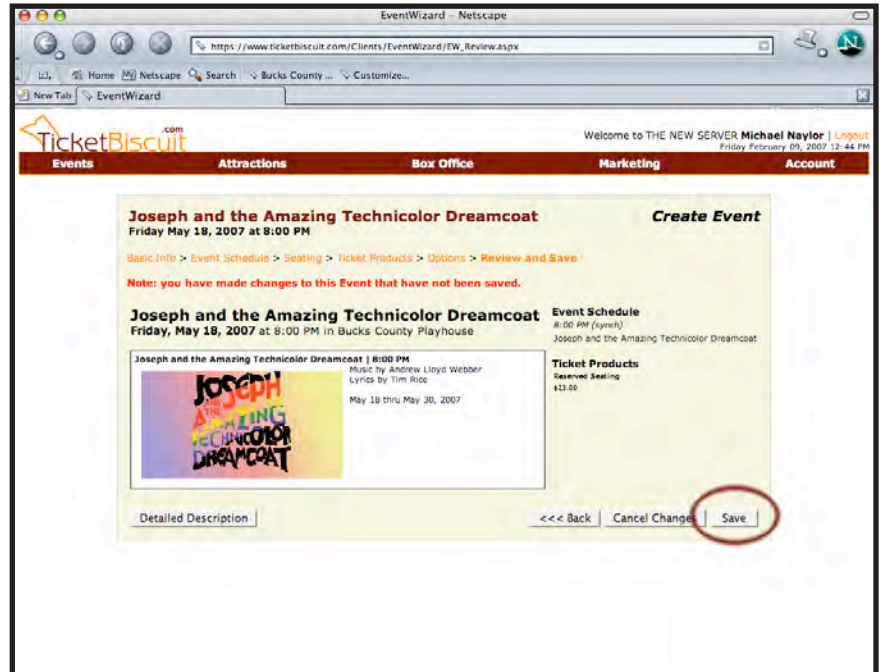 EventWizard – Netscape
https://www.ticketbiscuit.com/Clients/EventWizard/EW_Review.aspx
Home Netscape Search Bucks County ... Customize...
New Tab EventWizard
TicketBiscuit.com
Welcome to THE NEW SERVER Michael Naylor | Logout
Friday February 09, 2007 12:44 PM
Events Attractions Box Office Marketing Account
Joseph and the Amazing Technicolor Dreamcoat Create Event
Friday May 18, 2007 at 8:00 PM
Basic Info > Event Schedule > Seating > Ticket Products > Options > Review and Save
Note: you have made changes to this Event that have not been saved.
Joseph and the Amazing Technicolor Dreamcoat
Friday, May 18, 2007 at 8:00 PM in Bucks County Playhouse
Event Schedule
8:00 PM (synch)
Joseph and the Amazing Technicolor Dreamcoat
Ticket Products
Reserved Seating
Joseph and the Amazing Technicolor Dreamcoat | 8:00 PM
JOSEPH
AND THE
AMAZING
TECHNICOLOR
DREAMCOAT
Music by Andrew Lloyd Webber
Lyrics by Tim Rice
May 18 thru May 30, 2007
Detailed Description <<< Back Cancel Changes Save